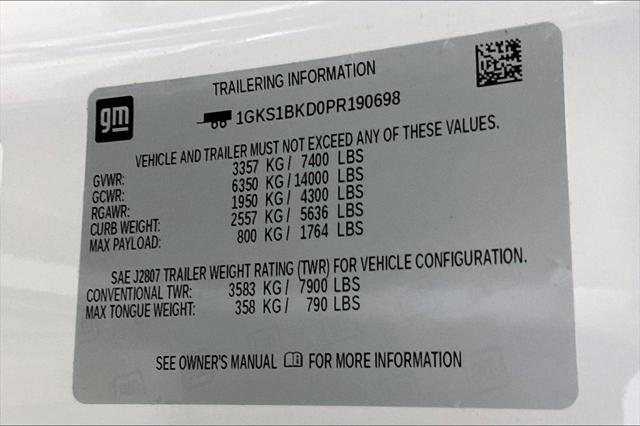 TRAILERING INFORMATION
gm
1GKS1BKD0PR190698
VEHICLE AND TRAILER MUST NOT EXCEED ANY OF THESE VALUES.
GVWR: 3357 KG / 7400 LBS
GCWR: 6350 KG / 14000 LBS
RGAWR: 1950 KG / 4300 LBS
CURB WEIGHT: 2557 KG / 5636 LBS
MAX PAYLOAD: 800 KG / 1764 LBS
SAE J2807 TRAILER WEIGHT RATING (TWR) FOR VEHICLE CONFIGURATION.
CONVENTIONAL TWR: 3583 KG / 7900 LBS
MAX TONGUE WEIGHT: 358 KG / 790 LBS
SEE OWNER'S MANUAL FOR MORE INFORMATION